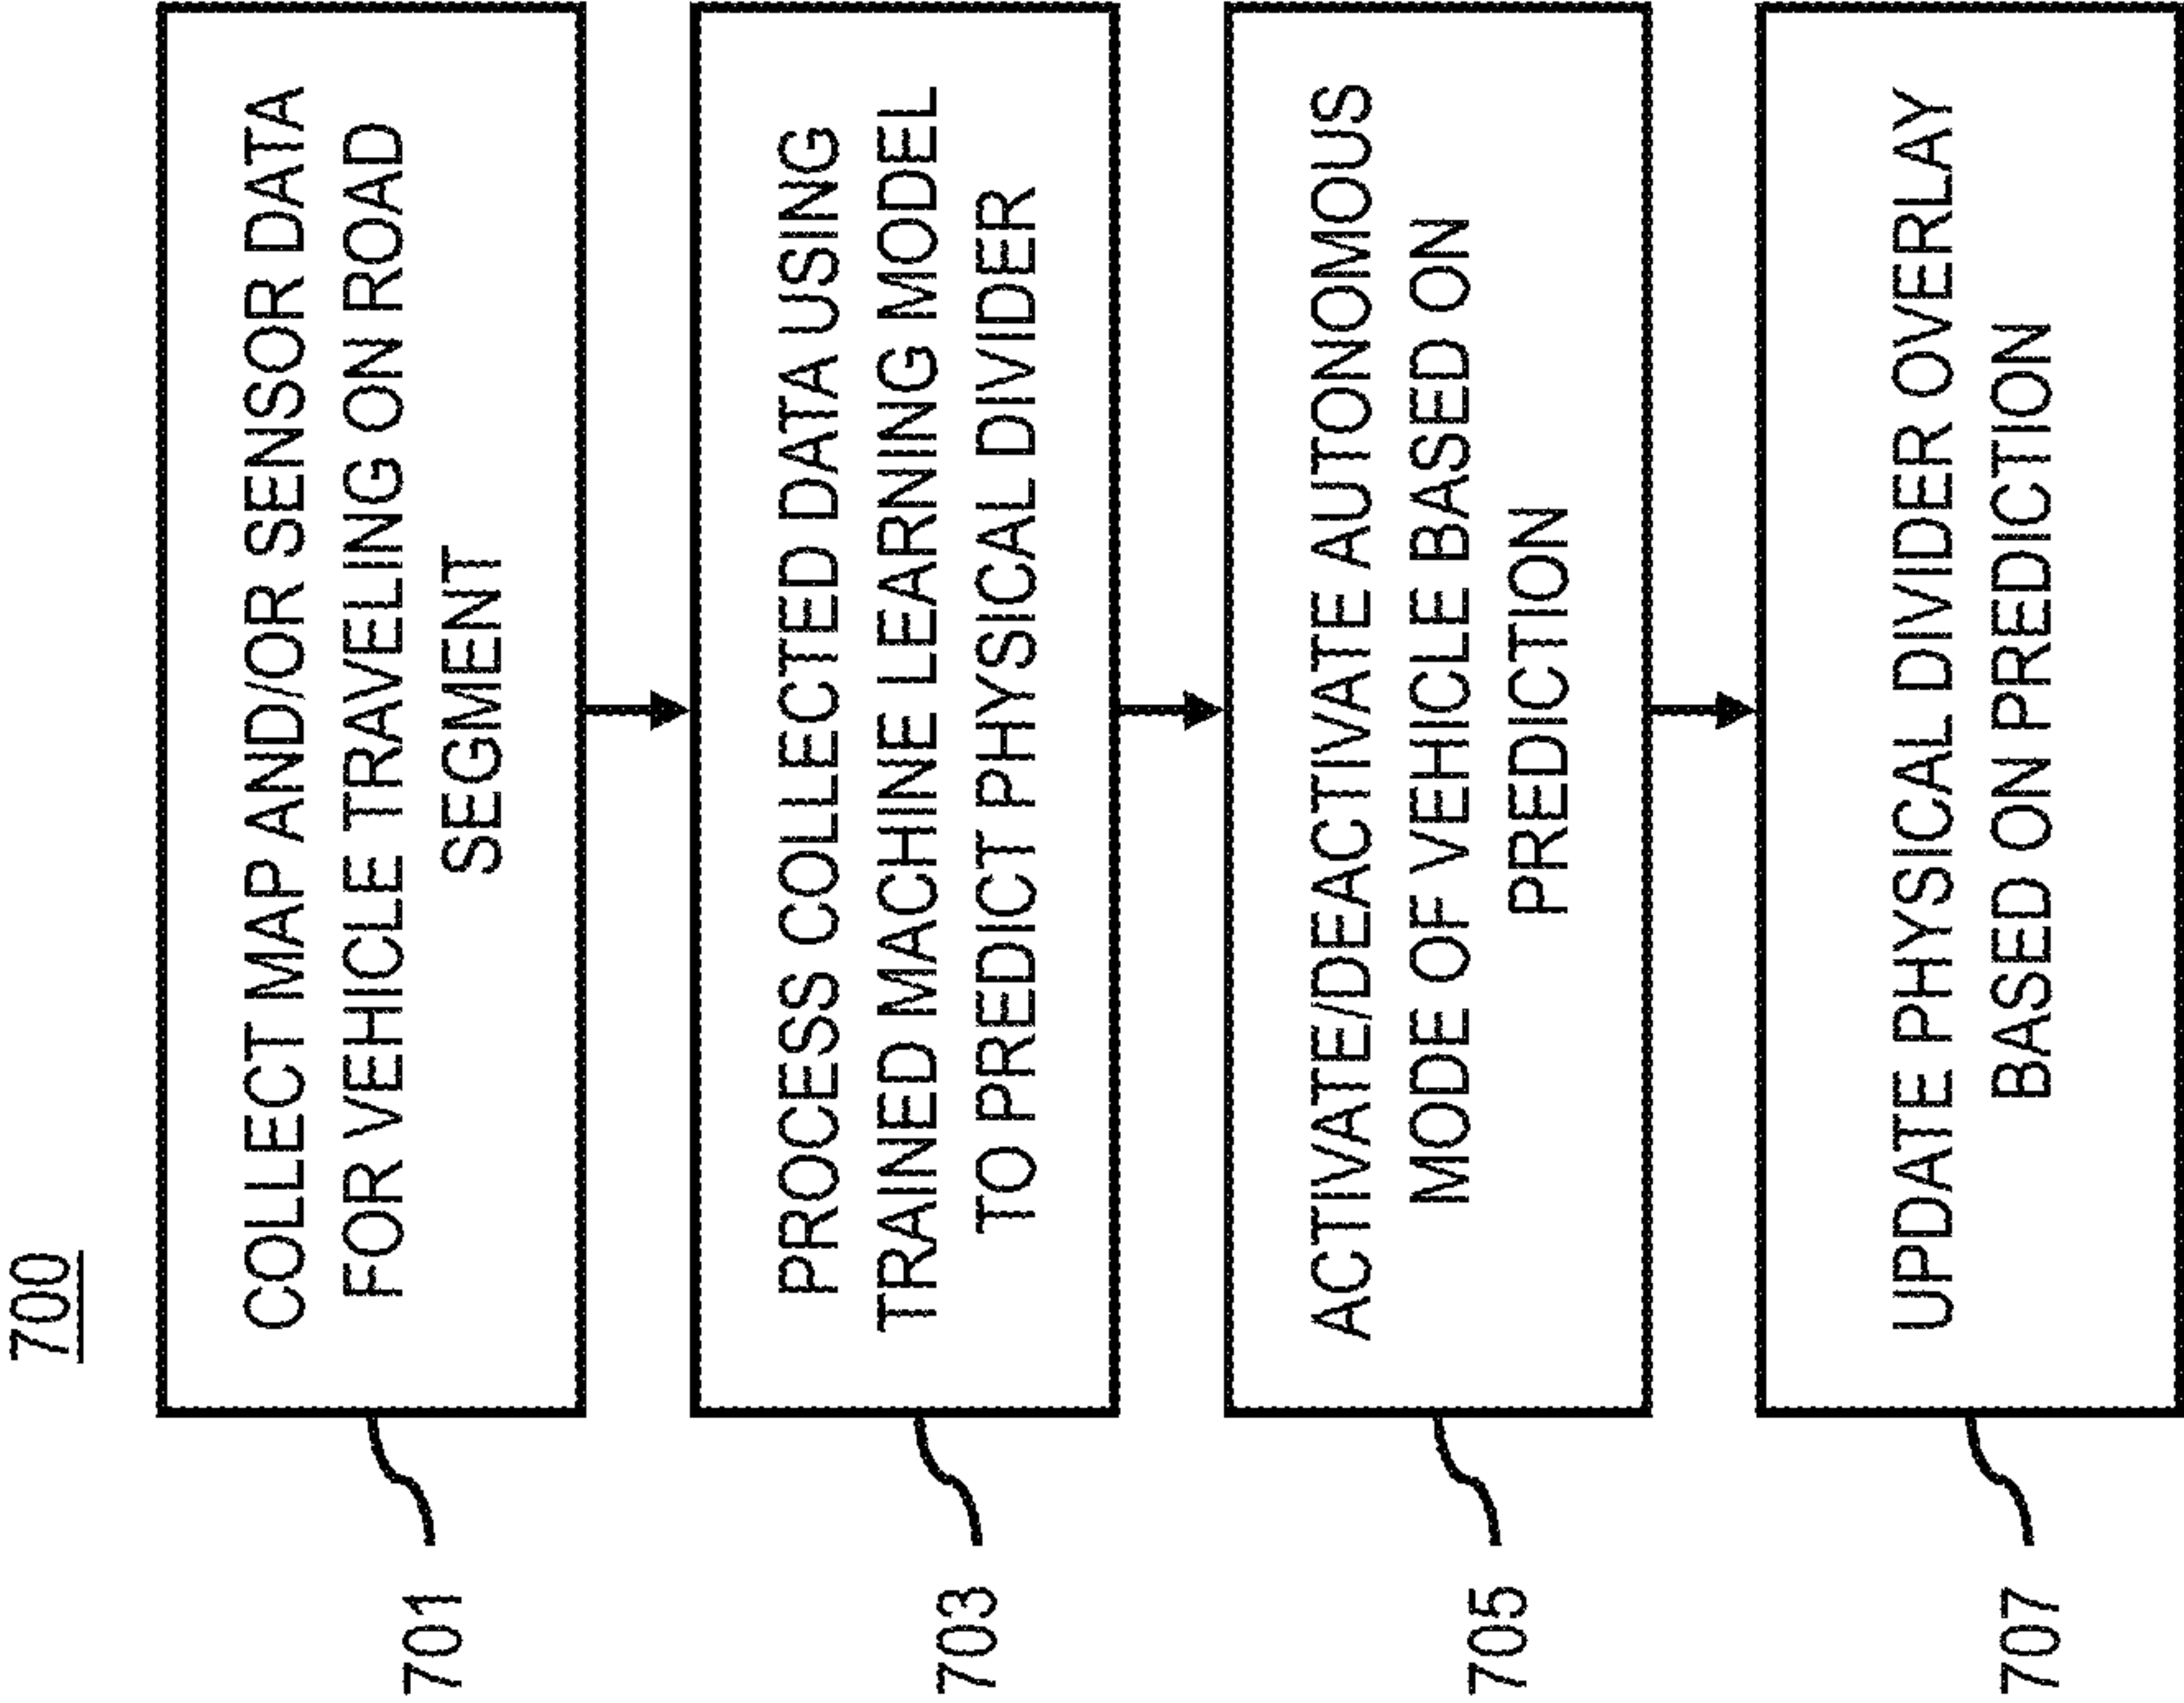 700
COLLECT MAP AND/OR SENSOR DATA
FOR VEHICLE TRAVELING ON ROAD
SEGMENT
701
PROCESS COLLECTED DATA USING
TRAINED MACHINE LEARNING MODEL
TO PREDICT PHYSICAL DIVIDER
703
ACTIVATE/DEACTIVATE AUTONOMOUS
MODE OF VEHICLE BASED ON
PREDICTION
705
UPDATE PHYSICAL DIVIDER OVERLAY
BASED ON PREDICTION
707